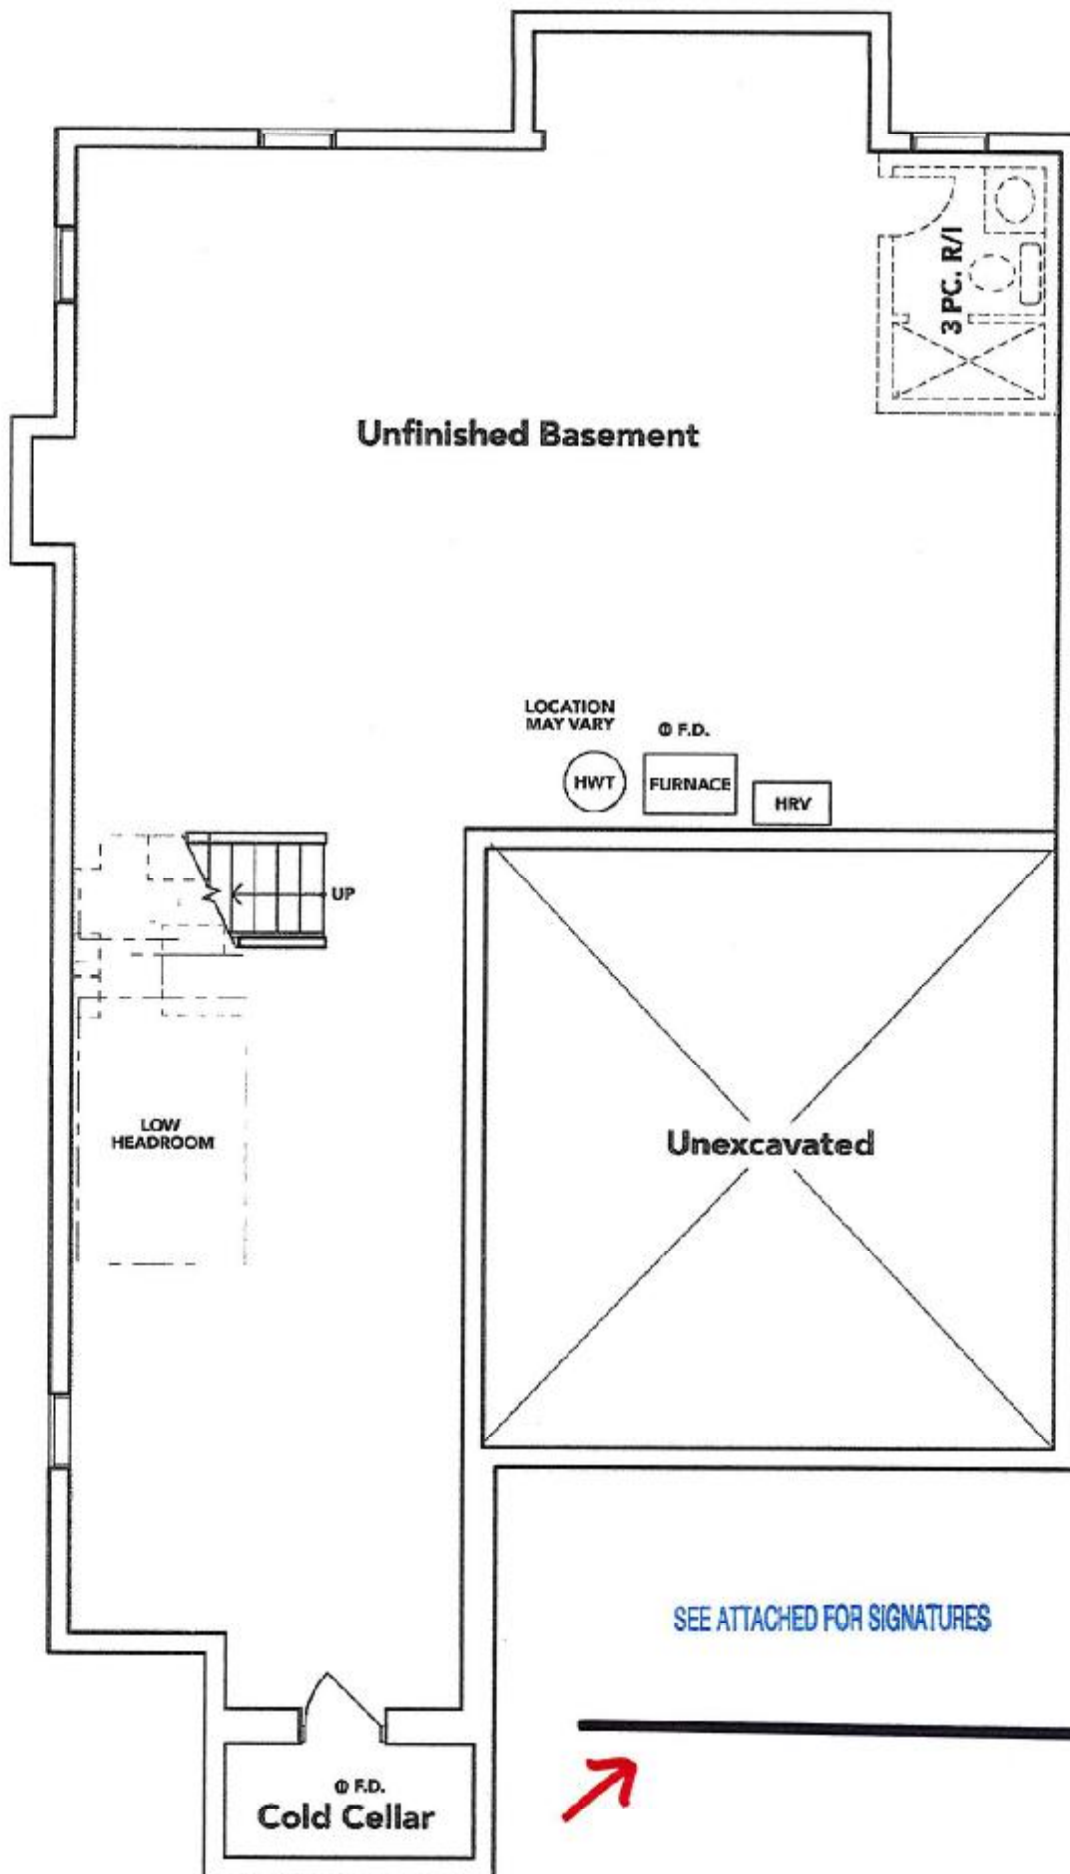 3 PC. R/I
Unfinished Basement
LOCATION
MAY VARY
F.D.
HWT
FURNACE
HRV
UP
LOW
HEADROOM
Unexcavated
SEE ATTACHED FOR SIGNATURES
F.D.
Cold Cellar